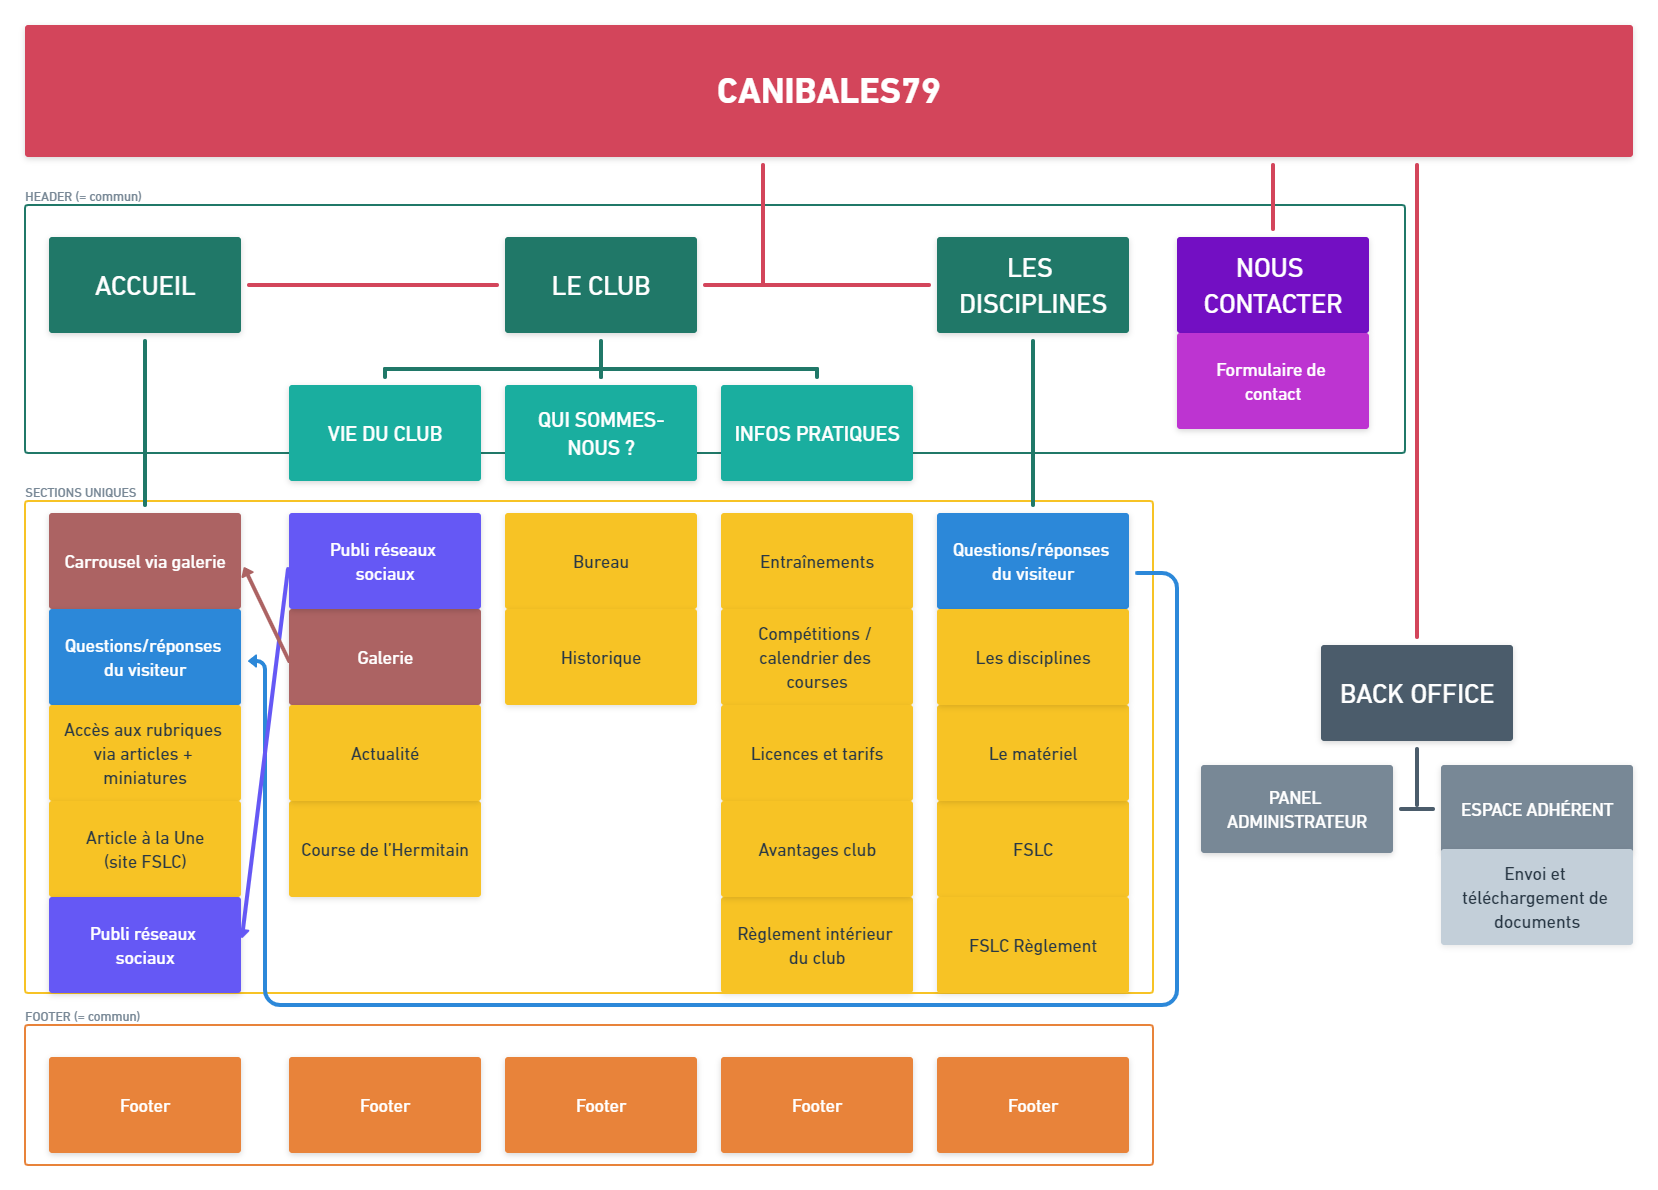 CANIBALES79
HEADER (= commun)
ACCUEIL
LE CLUB
LES
DISCIPLINES
NOUS
CONTACTER
Formulaire de
contact
VIE DU CLUB
QUI SOMMES-
NOUS ?
INFOS PRATIQUES
SECTIONS UNIQUES
Carrousel via galerie
Questions/réponses
du visiteur
Accès aux rubriques
via articles +
miniatures
Article à la Une
(site FSLC)
Publi réseaux
sociaux
Publi réseaux
sociaux
Galerie
Actualité
Course de l'Hermitain
Bureau
Historique
Entraînements
Compétitions /
calendrier des
courses
Licences et tarifs
Avantages club
Règlement intérieur
du club
Questions/réponses
du visiteur
Les disciplines
Le matériel
FSLC
FSLC Règlement
BACK OFFICE
PANEL
ADMINISTRATEUR
ESPACE ADHÉRENT
Envoi et
téléchargement de
documents
FOOTER (= commun)
Footer
Footer
Footer
Footer
Footer